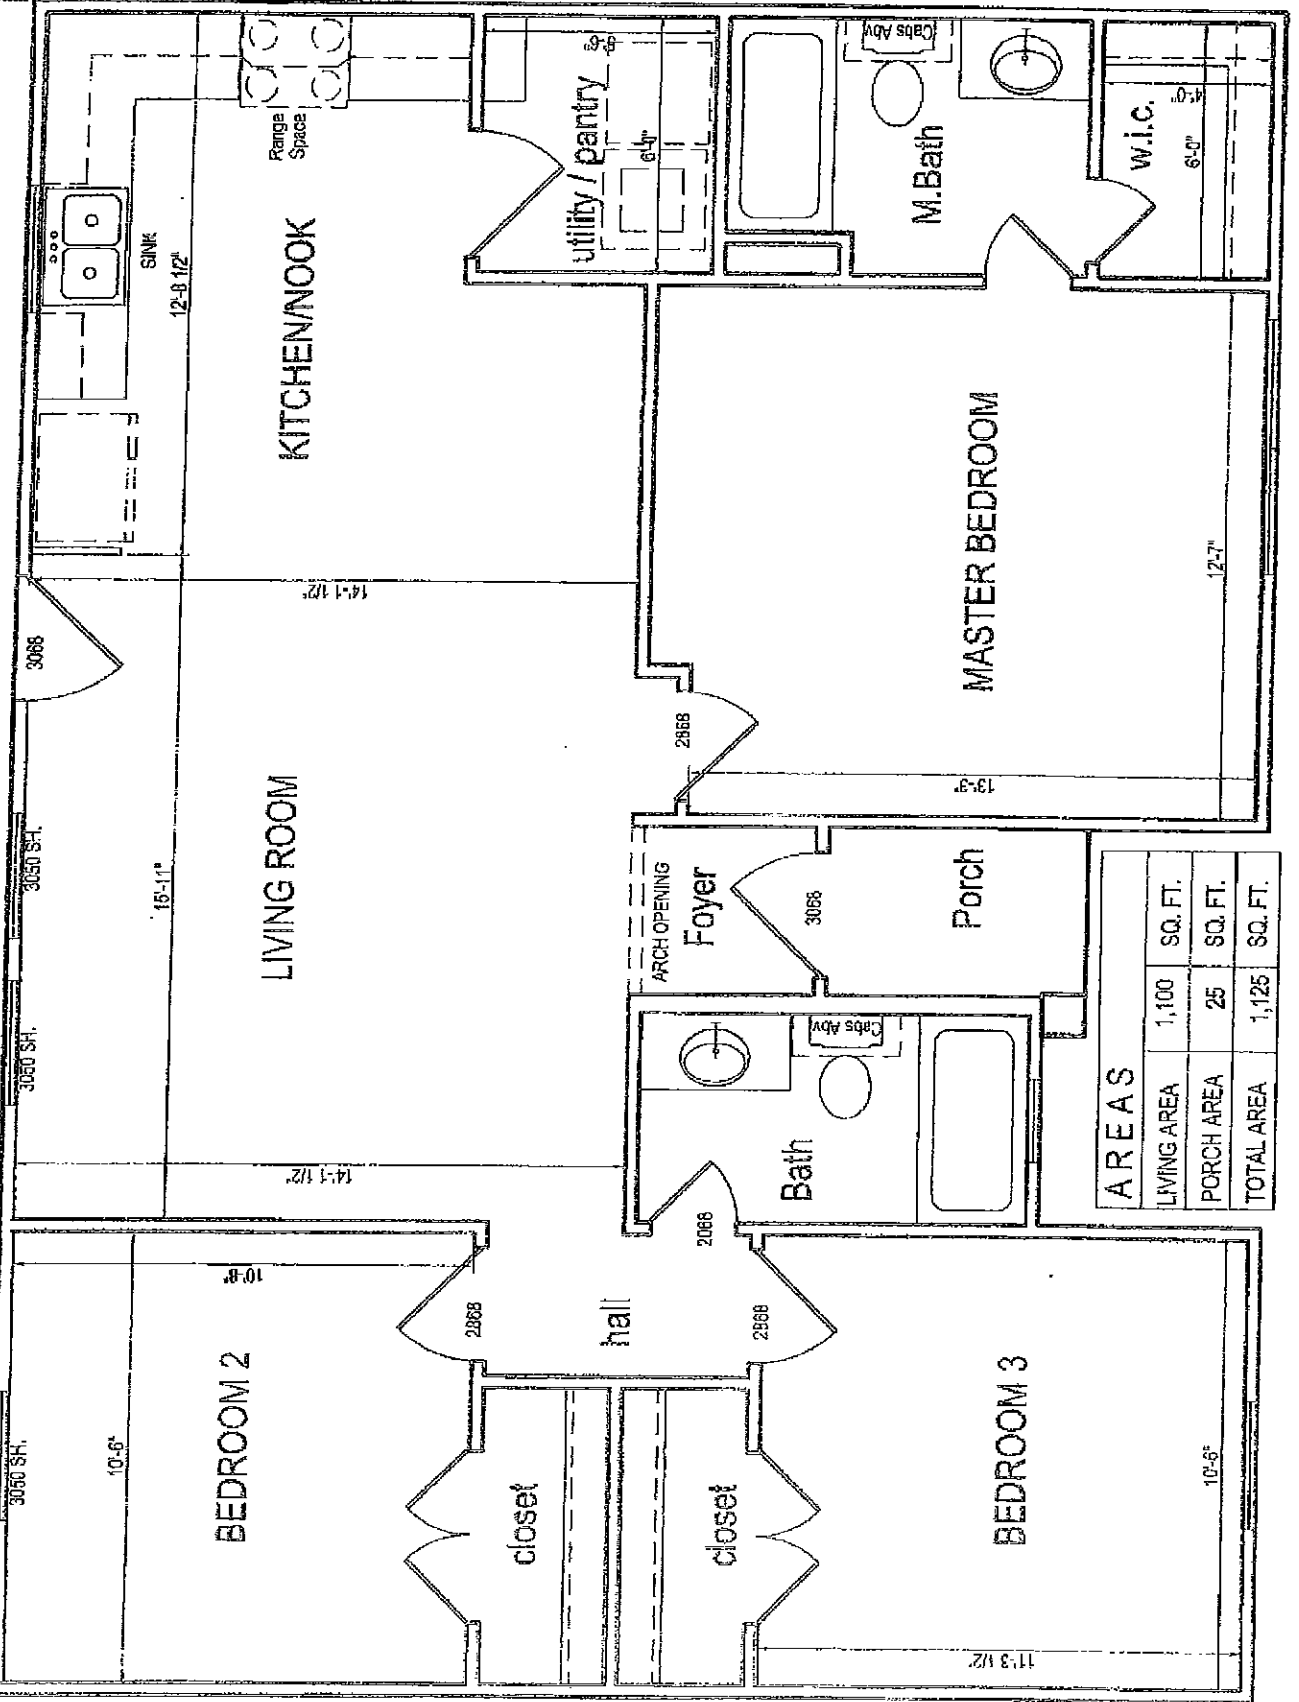 3050 SH.
3050 SH.
3050 SH.
3068
SINK
Range
Space
12'-8 1/2"
15'-11"
10'-6"
10'-8"
14'-1 1/2"
14'-1 1/2"
BEDROOM 2
LIVING ROOM
KITCHEN/NOOK
utility / pantry
6'-0"
closet
2868
hall
closet
2868
2068
Bath
Cabs Abv
ARCH OPENING
Foyer
3068
Porch
2868
MASTER BEDROOM
13'-3"
12'-7"
M.Bath
Cabs Abv
w.i.c.
4'-0"
6'-0"
BEDROOM 3
11'-3 1/2"
10'-6"
AREAS
LIVING AREA 1,100 SQ. FT.
PORCH AREA 25 SQ. FT.
TOTAL AREA 1,125 SQ. FT.